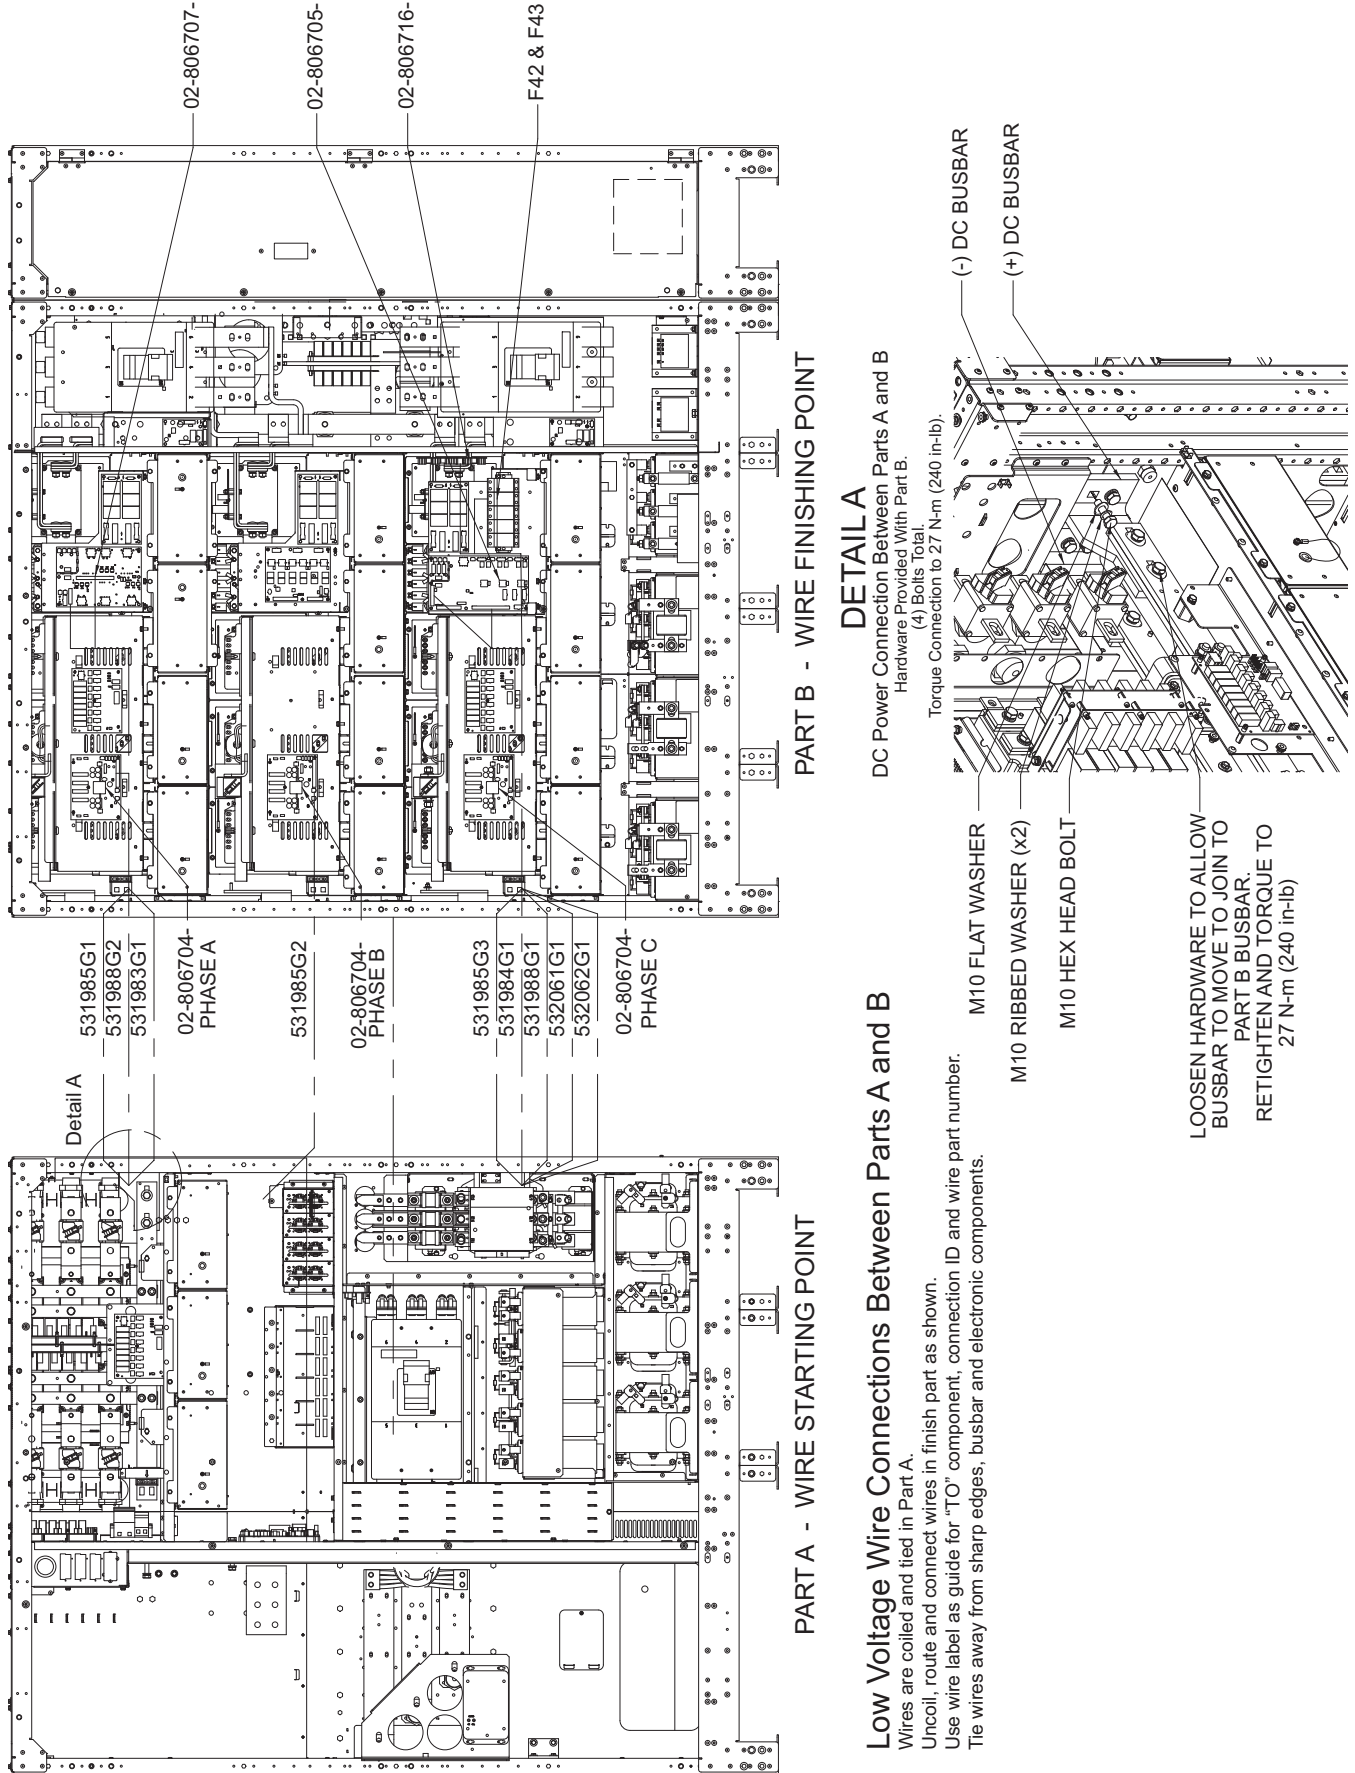 PART A - WIRE STARTING POINT
PART B - WIRE FINISHING POINT
Detail A
531985G1
531988G2
531983G1
02-806704-
PHASE A
531985G2
02-806704-
PHASE B
531985G3
531984G1
531988G1
532061G1
532062G1
02-806704-
PHASE C
02-806707-
02-806705-
02-806716-
F42 & F43
Low Voltage Wire Connections Between Parts A and B
Wires are coiled and tied in Part A.
Uncoil, route and connect wires in finish part as shown.
Use wire label as guide for “TO” component, connection ID and wire part number.
Tie wires away from sharp edges, busbar and electronic components.
DETAIL A
DC Power Connection Between Parts A and B
Hardware Provided With Part B.
(4) Bolts Total.
Torque Connection to 27 N-m (240 in-lb).
M10 FLAT WASHER
M10 RIBBED WASHER (x2)
M10 HEX HEAD BOLT
LOOSEN HARDWARE TO ALLOW
BUSBAR TO MOVE TO JOIN TO
PART B BUSBAR.
RETIGHTEN AND TORQUE TO
27 N-m (240 in-lb)
(-) DC BUSBAR
(+) DC BUSBAR